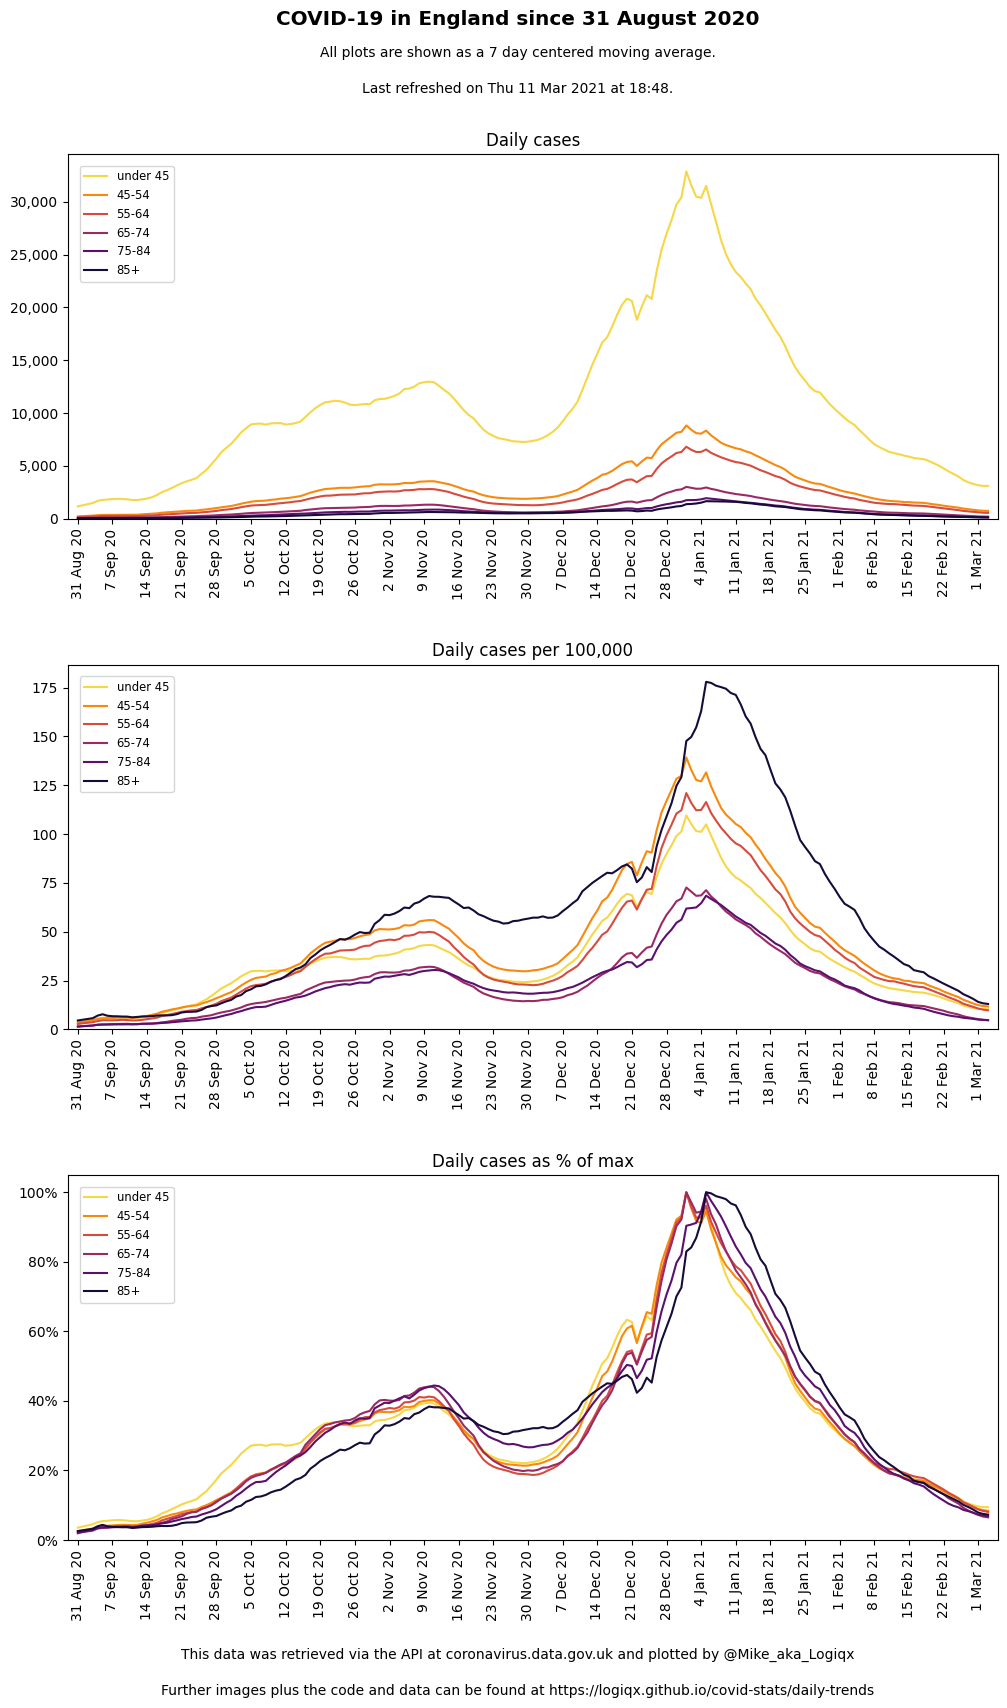 COVID-19 in England since 31 August 2020
All plots are shown as a 7 day centered moving average.
Last refreshed on Thu 11 Mar 2021 at 18:48.
Daily cases
under 45
45-54
55-64
65-74
75-84
85+
30,000
25,000
20,000
15,000
10,000
5,000
0
31 Aug 20
7 Sep 20
14 Sep 20
21 Sep 20
28 Sep 20
5 Oct 20
12 Oct 20
19 Oct 20
26 Oct 20
2 Nov 20
9 Nov 20
16 Nov 20
23 Nov 20
30 Nov 20
7 Dec 20
14 Dec 20
21 Dec 20
28 Dec 20
4 Jan 21
11 Jan 21
18 Jan 21
25 Jan 21
1 Feb 21
8 Feb 21
15 Feb 21
22 Feb 21
1 Mar 21
Daily cases per 100,000
under 45
45-54
55-64
65-74
75-84
85+
175
150
125
100
75
50
25
0
31 Aug 20
7 Sep 20
14 Sep 20
21 Sep 20
28 Sep 20
5 Oct 20
12 Oct 20
19 Oct 20
26 Oct 20
2 Nov 20
9 Nov 20
16 Nov 20
23 Nov 20
30 Nov 20
7 Dec 20
14 Dec 20
21 Dec 20
28 Dec 20
4 Jan 21
11 Jan 21
18 Jan 21
25 Jan 21
1 Feb 21
8 Feb 21
15 Feb 21
22 Feb 21
1 Mar 21
Daily cases as % of max
under 45
45-54
55-64
65-74
75-84
85+
100%
80%
60%
40%
20%
0%
31 Aug 20
7 Sep 20
14 Sep 20
21 Sep 20
28 Sep 20
5 Oct 20
12 Oct 20
19 Oct 20
26 Oct 20
2 Nov 20
9 Nov 20
16 Nov 20
23 Nov 20
30 Nov 20
7 Dec 20
14 Dec 20
21 Dec 20
28 Dec 20
4 Jan 21
11 Jan 21
18 Jan 21
25 Jan 21
1 Feb 21
8 Feb 21
15 Feb 21
22 Feb 21
1 Mar 21
This data was retrieved via the API at coronavirus.data.gov.uk and plotted by @Mike_aka_Logiqx
Further images plus the code and data can be found at https://logiqx.github.io/covid-stats/daily-trends